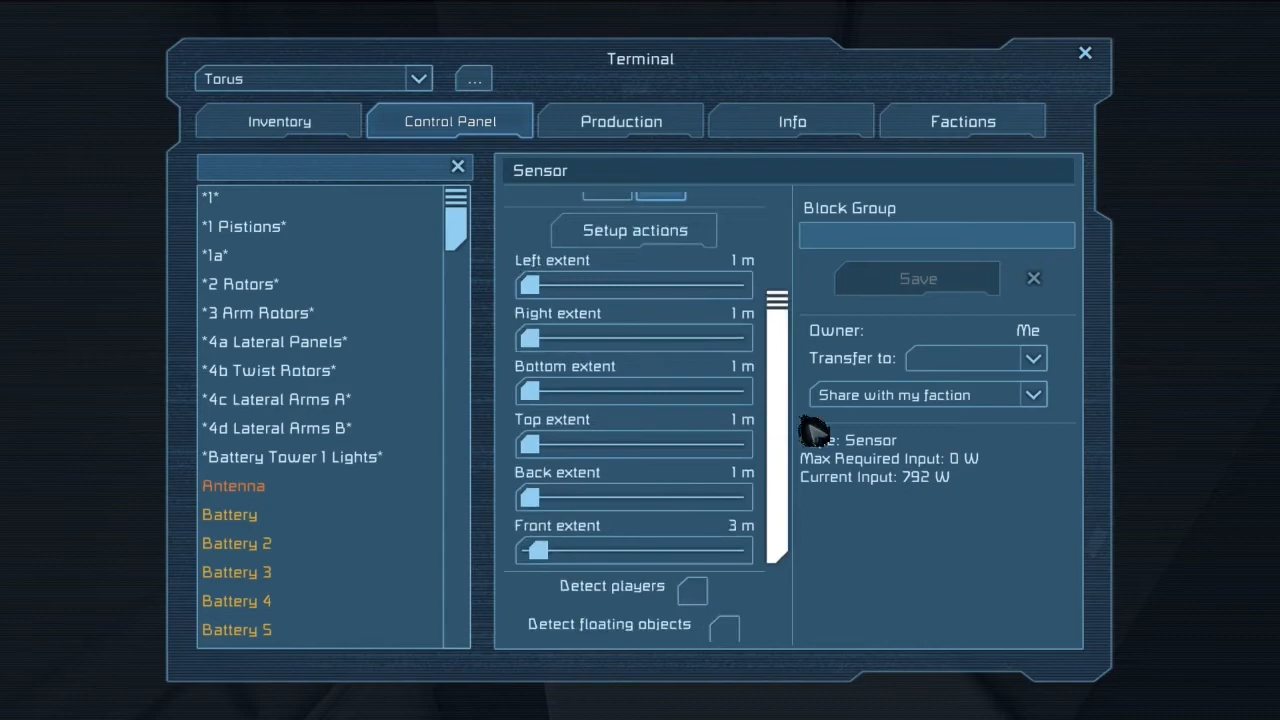 Terminal
Torus
...
Inventory
Control Panel
Production
Info
Factions
*1*
*1 Pistions*
*1a*
*2 Rotors*
*3 Arm Rotors*
*4a Lateral Panels*
*4b Twist Rotors*
*4c Lateral Arms A*
*4d Lateral Arms B*
*Battery Tower 1 Lights*
Antenna
Battery
Battery 2
Battery 3
Battery 4
Battery 5
Sensor
Setup actions
Left extent 1 m
Right extent 1 m
Bottom extent 1 m
Top extent 1 m
Back extent 1 m
Front extent 3 m
Detect players
Detect floating objects
Block Group
Save
Owner: Me
Transfer to:
Share with my faction
Sensor
Max Required Input: 0 W
Current Input: 792 W